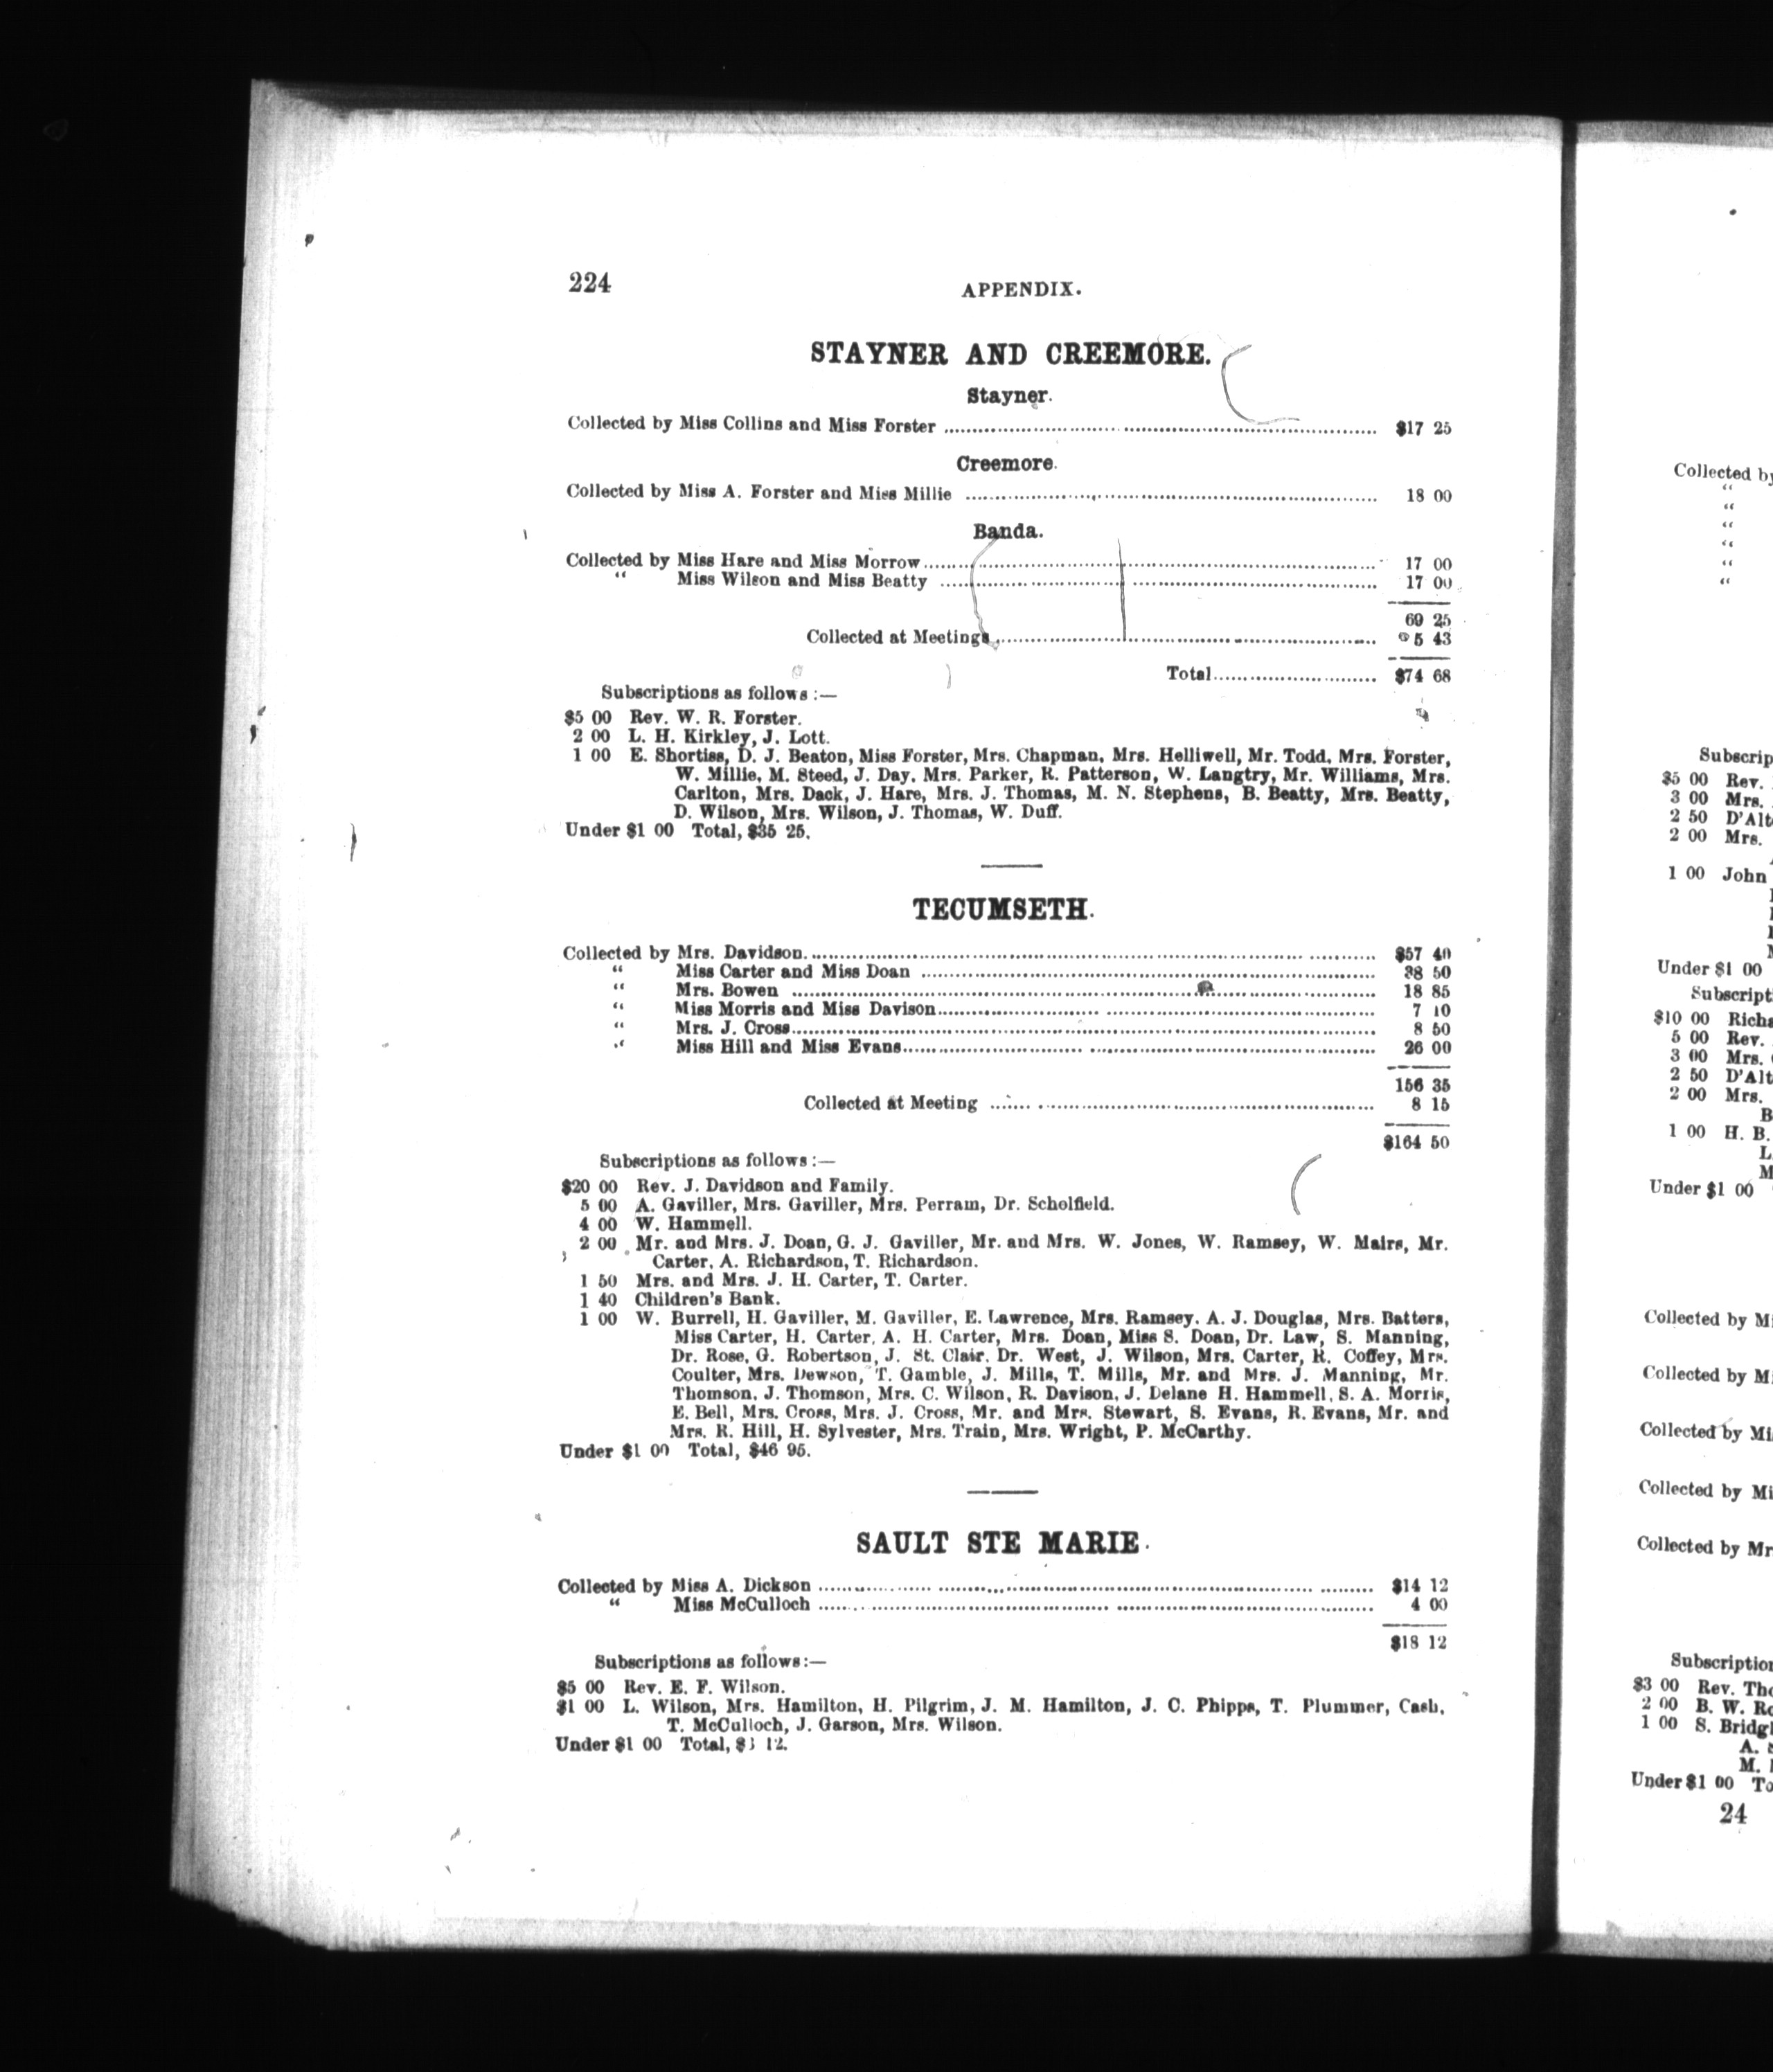 224
APPENDIX.
STAYNER AND CREEMORE.
Stayner.
Collected by Miss Collins and Miss Forster $17 25
Creemore.
Collected by Miss A. Forster and Miss Millie 18 00
Banda.
Collected by Miss Hare and Miss Morrow 17 00
“ Miss Wilson and Miss Beatty 17 00
69 25
Collected at Meetings 5 43
Total $74 68
Subscriptions as follows :—
$5 00 Rev. W. R. Forster.
2 00 L. H. Kirkley, J. Lott.
1 00 E. Shortiss, D. J. Beaton, Miss Forster, Mrs. Chapman, Mrs. Helliwell, Mr. Todd, Mrs. Forster,
W. Millie, M. Steed, J. Day, Mrs. Parker, R. Patterson, W. Langtry, Mr. Williams, Mrs.
Carlton, Mrs. Dack, J. Hare, Mrs. J. Thomas, M. N. Stephens, B. Beatty, Mrs. Beatty,
D. Wilson, Mrs. Wilson, J. Thomas, W. Duff.
Under $1 00 Total, $35 25.
TECUMSETH.
Collected by Mrs. Davidson $57 40
“ Miss Carter and Miss Doan 38 50
“ Mrs. Bowen 18 85
“ Miss Morris and Miss Davison 7 10
“ Mrs. J. Cross 8 50
“ Miss Hill and Miss Evans 26 00
156 35
Collected at Meeting 8 15
$164 50
Subscriptions as follows :—
$20 00 Rev. J. Davidson and Family.
5 00 A. Gaviller, Mrs. Gaviller, Mrs. Perram, Dr. Scholfield.
4 00 W. Hammell.
2 00 Mr. and Mrs. J. Doan, G. J. Gaviller, Mr. and Mrs. W. Jones, W. Ramsey, W. Mairs, Mr.
Carter, A. Richardson, T. Richardson.
1 50 Mrs. and Mrs. J. H. Carter, T. Carter.
1 40 Children's Bank.
1 00 W. Burrell, H. Gaviller, M. Gaviller, E. Lawrence, Mrs. Ramsey, A. J. Douglas, Mrs. Batters,
Miss Carter, H. Carter, A. H. Carter, Mrs. Doan, Miss S. Doan, Dr. Law, S. Manning,
Dr. Rose, G. Robertson, J. St. Clair, Dr. West, J. Wilson, Mrs. Carter, R. Coffey, Mrs.
Coulter, Mrs. Dewson, T. Gamble, J. Mills, T. Mills, Mr. and Mrs. J. Manning, Mr.
Thomson, J. Thomson, Mrs. C. Wilson, R. Davison, J. Delane H. Hammell, S. A. Morris,
E. Bell, Mrs. Cross, Mrs. J. Cross, Mr. and Mrs. Stewart, S. Evans, R. Evans, Mr. and
Mrs. R. Hill, H. Sylvester, Mrs. Train, Mrs. Wright, P. McCarthy.
Under $1 00 Total, $46 95.
SAULT STE MARIE.
Collected by Miss A. Dickson $14 12
“ Miss McCulloch 4 00
$18 12
Subscriptions as follows:—
$5 00 Rev. E. F. Wilson.
$1 00 L. Wilson, Mrs. Hamilton, H. Pilgrim, J. M. Hamilton, J. C. Phipps, T. Plummer, Cash,
T. McCulloch, J. Garson, Mrs. Wilson.
Under $1 00 Total, 12.
Collected by
“
“
“
“
“
“
Subscrip
$5 00 Rev.
3 00 Mrs.
2 50 D'Alt
2 00 Mrs.
1 00 John
Under $1 00
Subscript
$10 00 Richa
5 00 Rev.
3 00 Mrs.
2 50 D'Alt
2 00 Mrs.
B
1 00 H. B.
L
M
Under $1 00
Collected by Mi
Collected by Mi
Collected by Mi
Collected by Mi
Collected by Mr
Subscription
$3 00 Rev. Tho
2 00 B. W. Ro
1 00 S. Bridg
A.
M.
Under $1 00 To
24